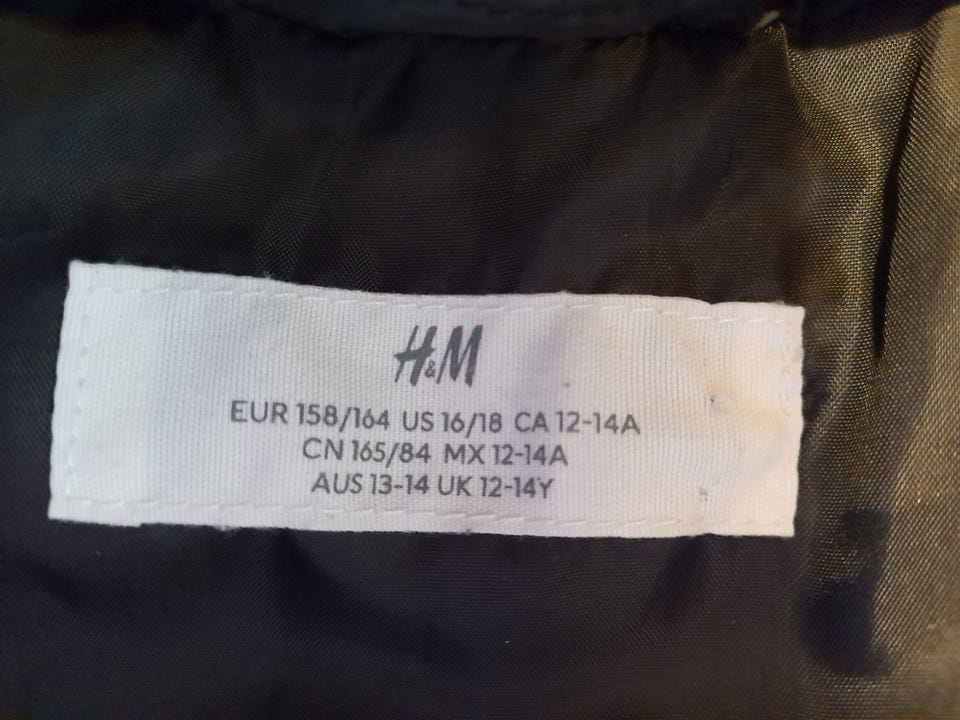 H&M
EUR 158/164 US 16/18 CA 12-14A
CN 165/84 MX 12-14A
AUS 13-14 UK 12-14Y